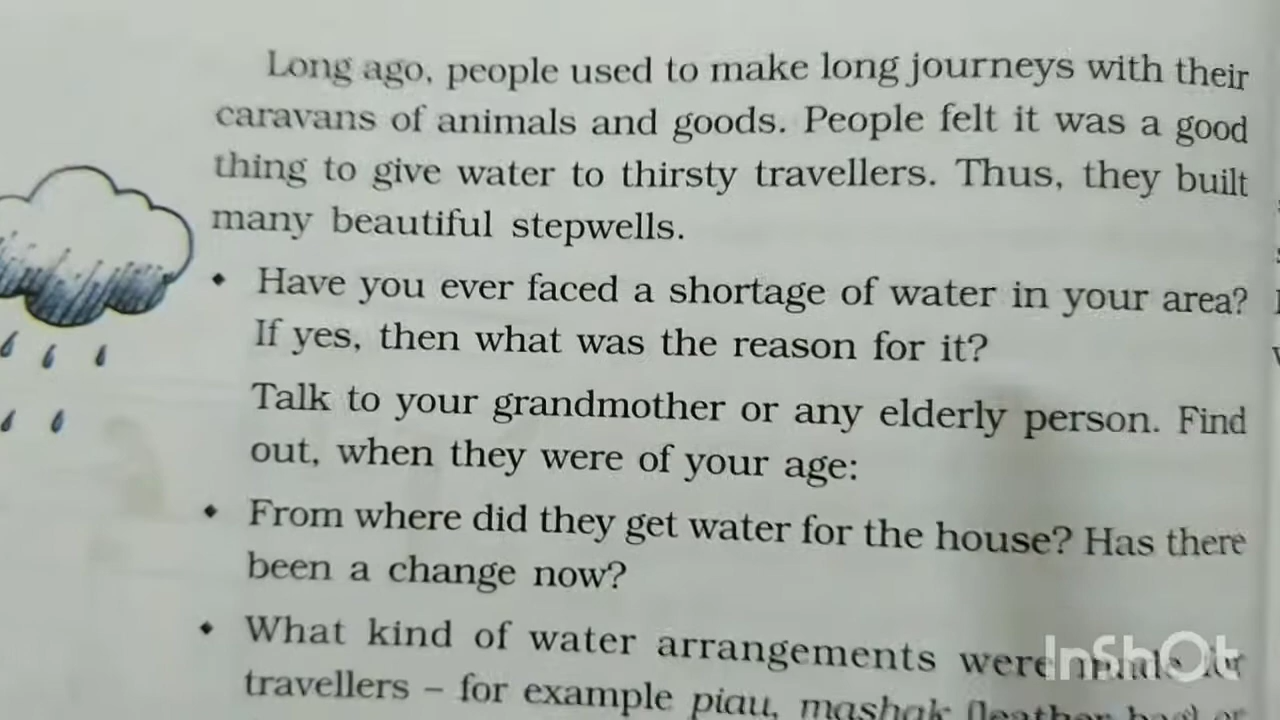 Long ago, people used to make long journeys with their
caravans of animals and goods. People felt it was a good
thing to give water to thirsty travellers. Thus, they built
many beautiful stepwells.
• Have you ever faced a shortage of water in your area?
If yes, then what was the reason for it?
Talk to your grandmother or any elderly person. Find
out, when they were of your age:
• From where did they get water for the house? Has there
been a change now?
• What kind of water arrangements were
travellers – for example piau, mashak (leather bag) or
InShOt